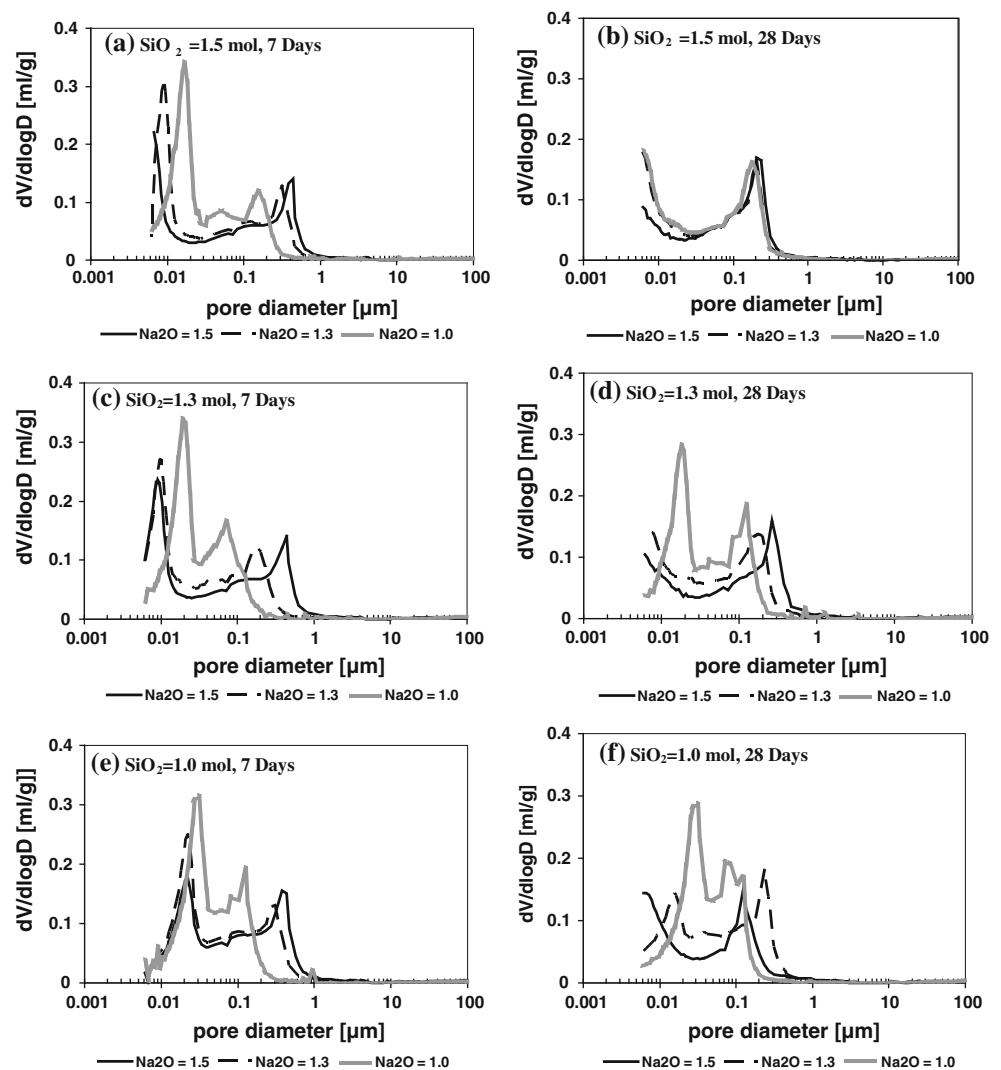 (a) SiO 2 =1.5 mol, 7 Days
dV/dlogD [ml/g]
0.4
0.3
0.2
0.1
0
0.001 0.01 0.1 1 10 100
pore diameter [µm]
Na2O = 1.5 Na2O = 1.3 Na2O = 1.0
(b) SiO 2 =1.5 mol, 28 Days
dV/dlogD [ml/g]
0.4
0.3
0.2
0.1
0
0.001 0.01 0.1 1 10 100
pore diameter [µm]
Na2O = 1.5 Na2O = 1.3 Na2O = 1.0
(c) SiO2=1.3 mol, 7 Days
dV/dlogD [ml/g]
0.4
0.3
0.2
0.1
0
0.001 0.01 0.1 1 10 100
pore diameter [µm]
Na2O = 1.5 Na2O = 1.3 Na2O = 1.0
(d) SiO2=1.3 mol, 28 Days
dV/dlogD [ml/g]
0.4
0.3
0.2
0.1
0
0.001 0.01 0.1 1 10 100
pore diameter [µm]
Na2O = 1.5 Na2O = 1.3 Na2O = 1.0
(e) SiO2=1.0 mol, 7 Days
dV/dlogD [ml/g]]
0.4
0.3
0.2
0.1
0
0.001 0.01 0.1 1 10 100
pore diameter [µm]
Na2O = 1.5 Na2O = 1.3 Na2O = 1.0
(f) SiO2=1.0 mol, 28 Days
dV/dlogD [ml/g]
0.4
0.3
0.2
0.1
0
0.001 0.01 0.1 1 10 100
pore diameter [µm]
Na2O = 1.5 Na2O = 1.3 Na2O = 1.0